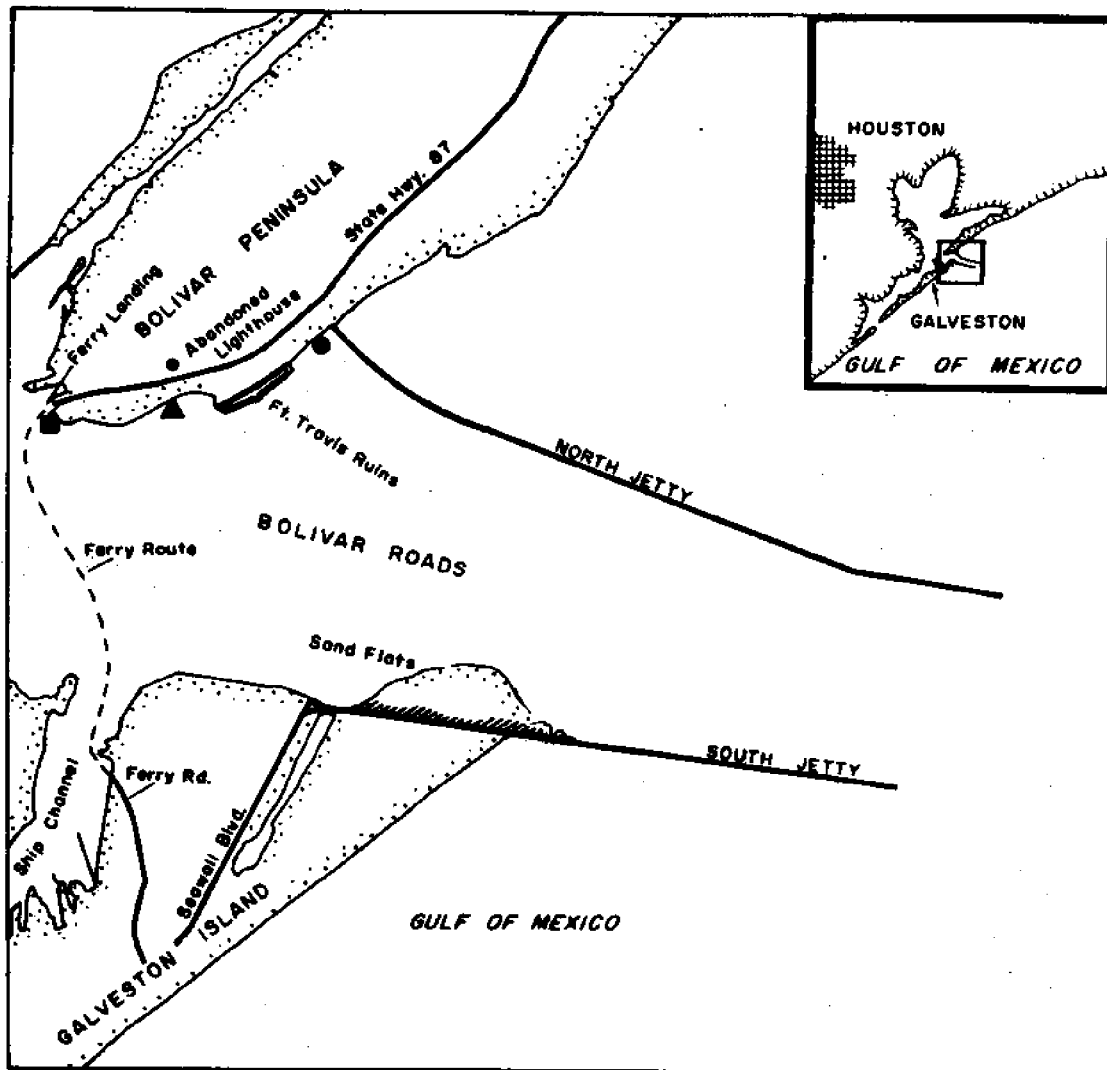 HOUSTON
GALVESTON
GULF OF MEXICO
BOLIVAR PENINSULA
State Hwy. 87
Ferry Landing
Abandoned
Lighthouse
Ft. Travis Ruins
NORTH JETTY
BOLIVAR ROADS
Ferry Route
Sand Flats
SOUTH JETTY
Ferry Rd.
Ship Channel
Seawall Blvd.
GALVESTON ISLAND
GULF OF MEXICO